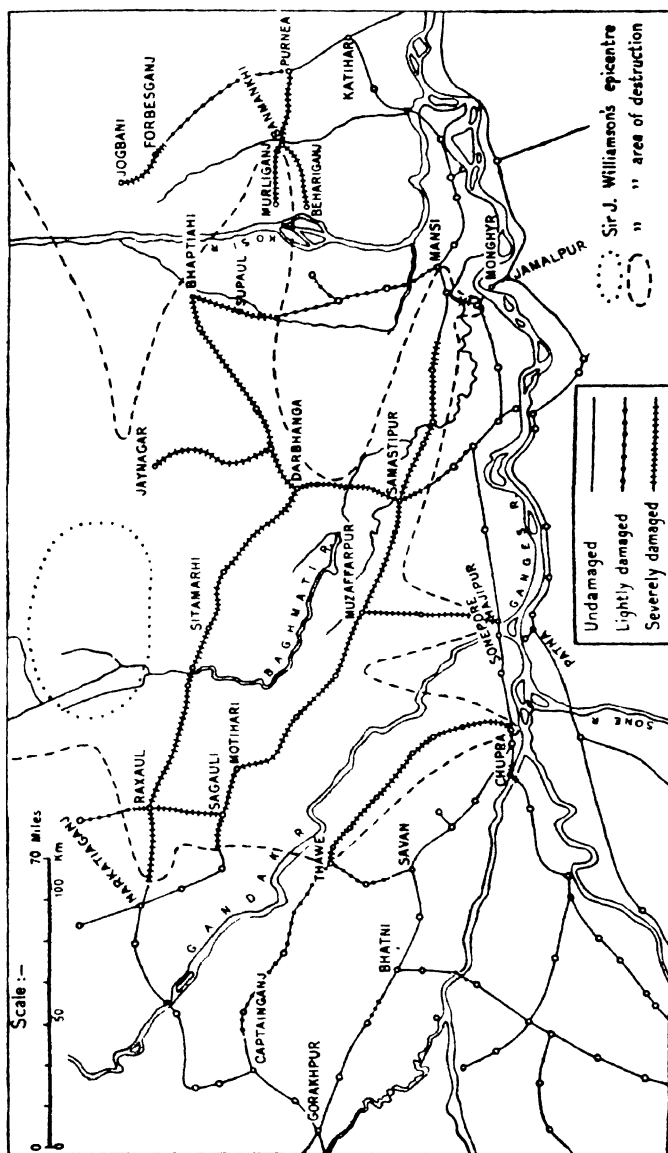 Scale :—
0 50 100 Km
0 70 Miles
JOGBANI
FORBESGANJ
BANMANKHI
PURNEA
KATIHAR
MURLIGANJ
BEHARIGANJ
KOSI R
BHAPTIAHI
SUPAUL
MANSI
MONGHYR
JAMALPUR
JAYNAGAR
DARBHANGA
SAMASTIPUR
SITAMARHI
BAGHMATI R
MUZAFFARPUR
HAJIPUR
SONEPORE
GANGES R.
PATNA
SONE R
RAXAUL
SAGAULI
MOTIHARI
NARKATIAGANJ
GANDAK R
THAWE
CHUPRA
SAVAN
BHATNI
CAPTAINGANJ
GORAKHPUR
Sir J. Williamson's epicentre
" " area of destruction
Undamaged
Lightly damaged
Severely damaged